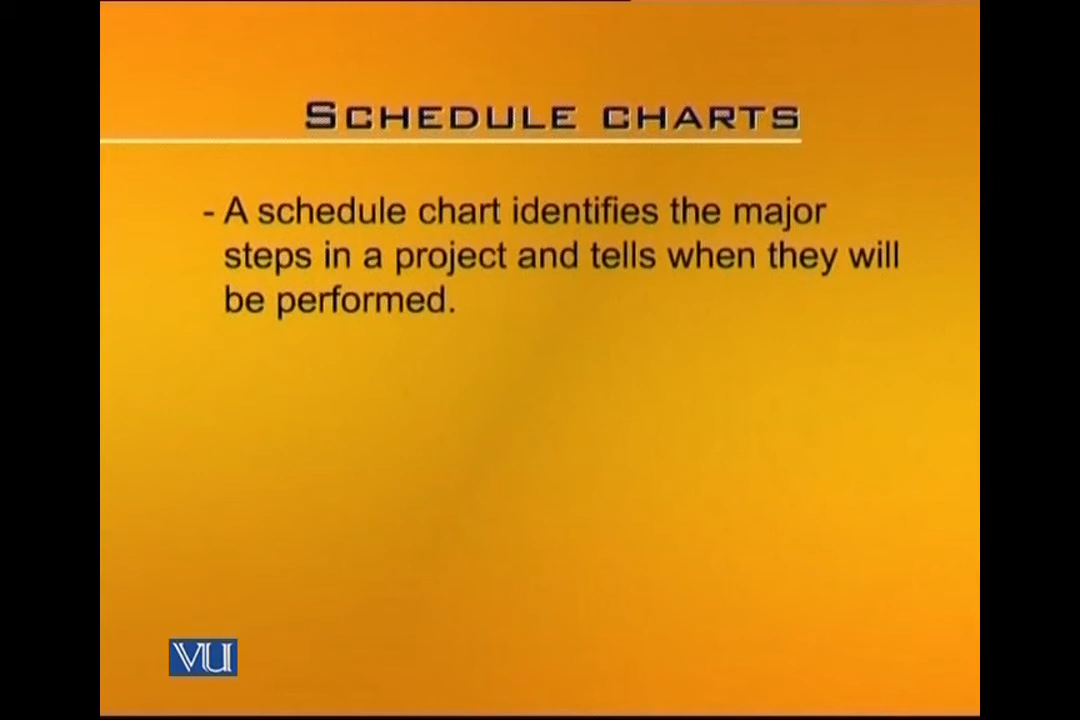 SCHEDULE CHARTS
- A schedule chart identifies the major
steps in a project and tells when they will
be performed.
VU